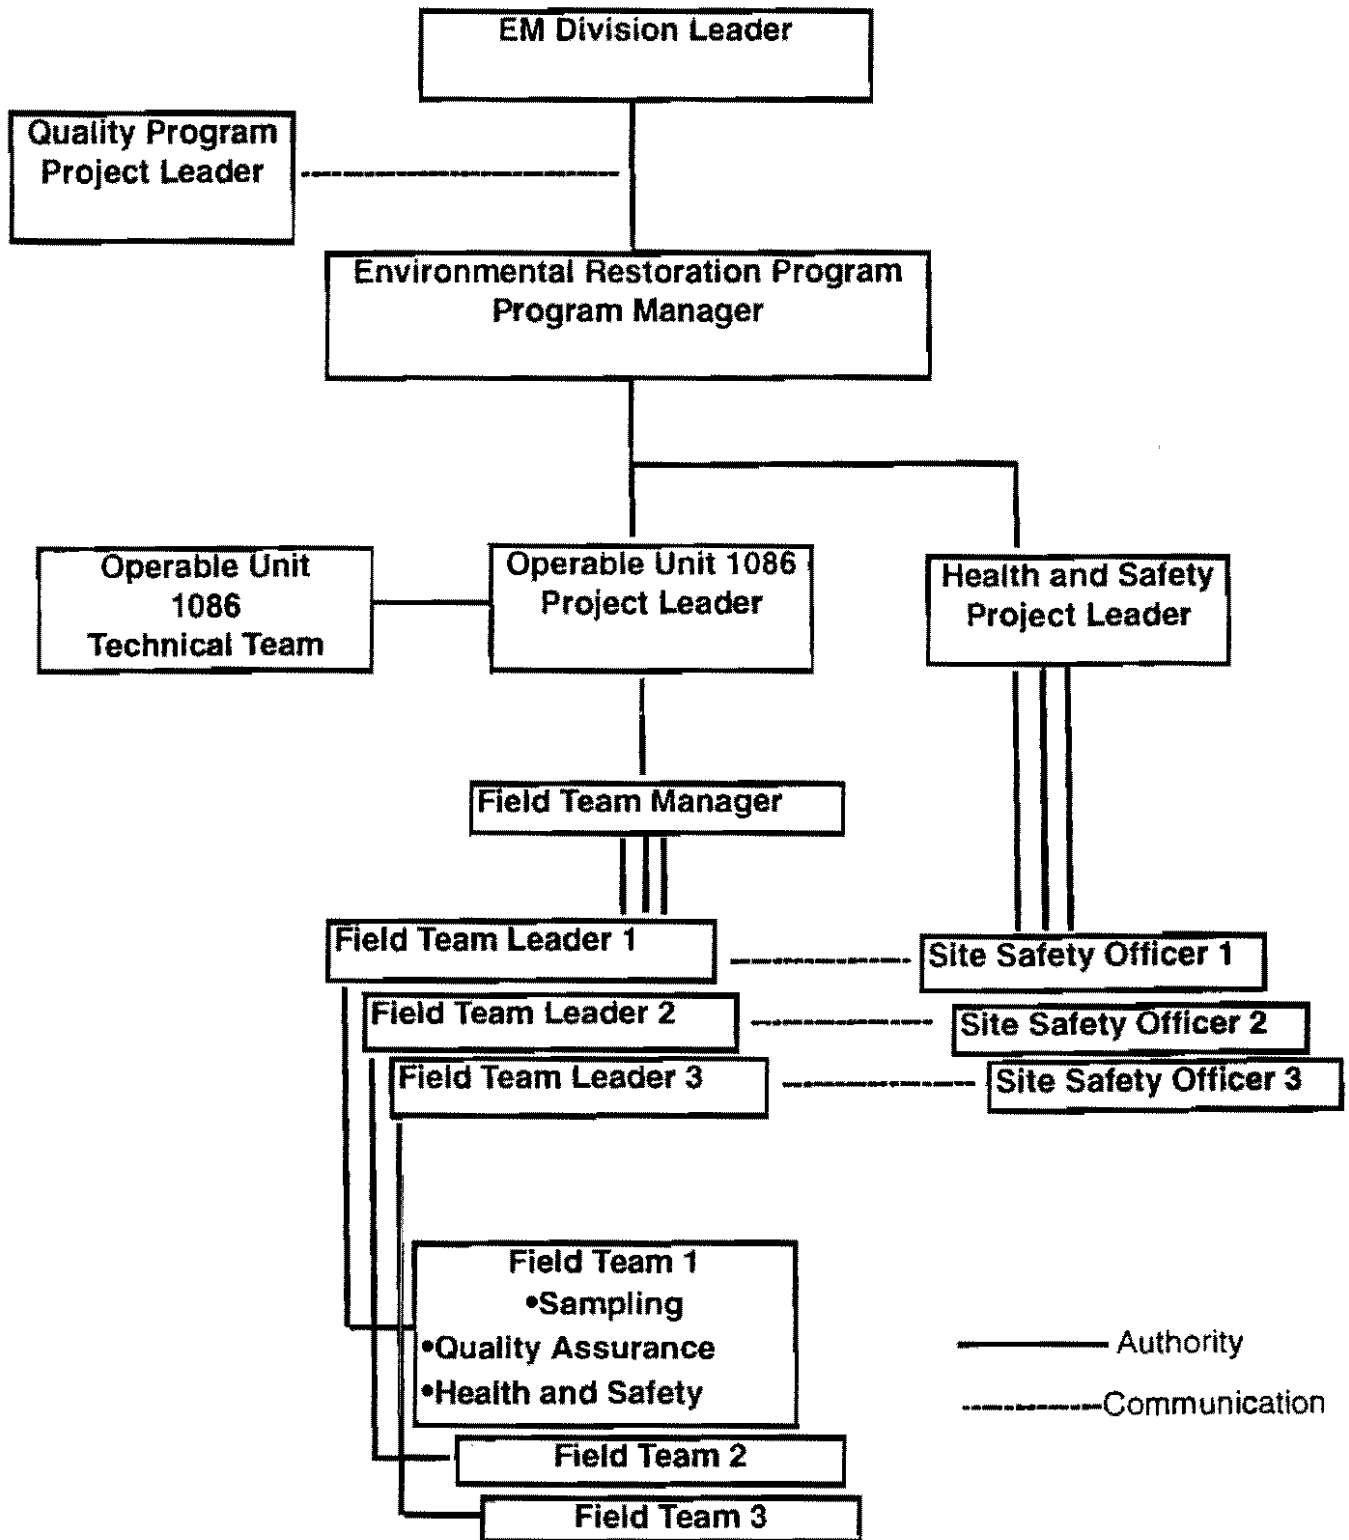 EM Division Leader
Quality Program
Project Leader
Environmental Restoration Program
Program Manager
Operable Unit
1086
Technical Team
Operable Unit 1086
Project Leader
Health and Safety
Project Leader
Field Team Manager
Field Team Leader 1
Site Safety Officer 1
Field Team Leader 2
Site Safety Officer 2
Field Team Leader 3
Site Safety Officer 3
Field Team 1
•Sampling
•Quality Assurance
•Health and Safety
Field Team 2
Field Team 3
Authority
Communication